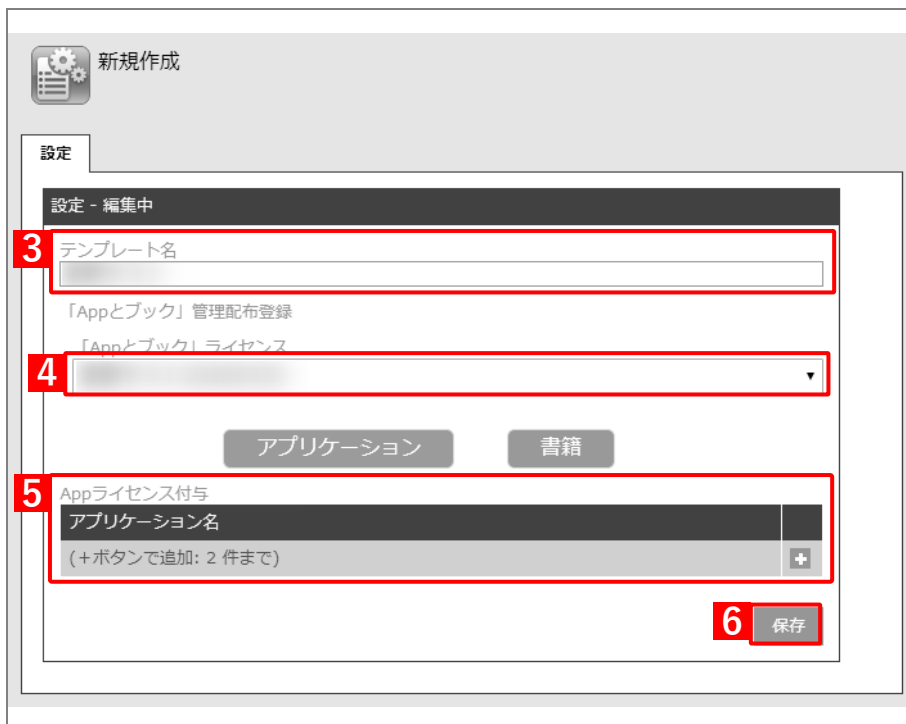 新規作成
設定
設定 - 編集中
3
テンプレート名
「Appとブック」管理配布登録
「Appとブック」ライセンス
4
アプリケーション 書籍
5
Appライセンス付与
アプリケーション名
(+ボタンで追加: 2 件まで)
6 保存